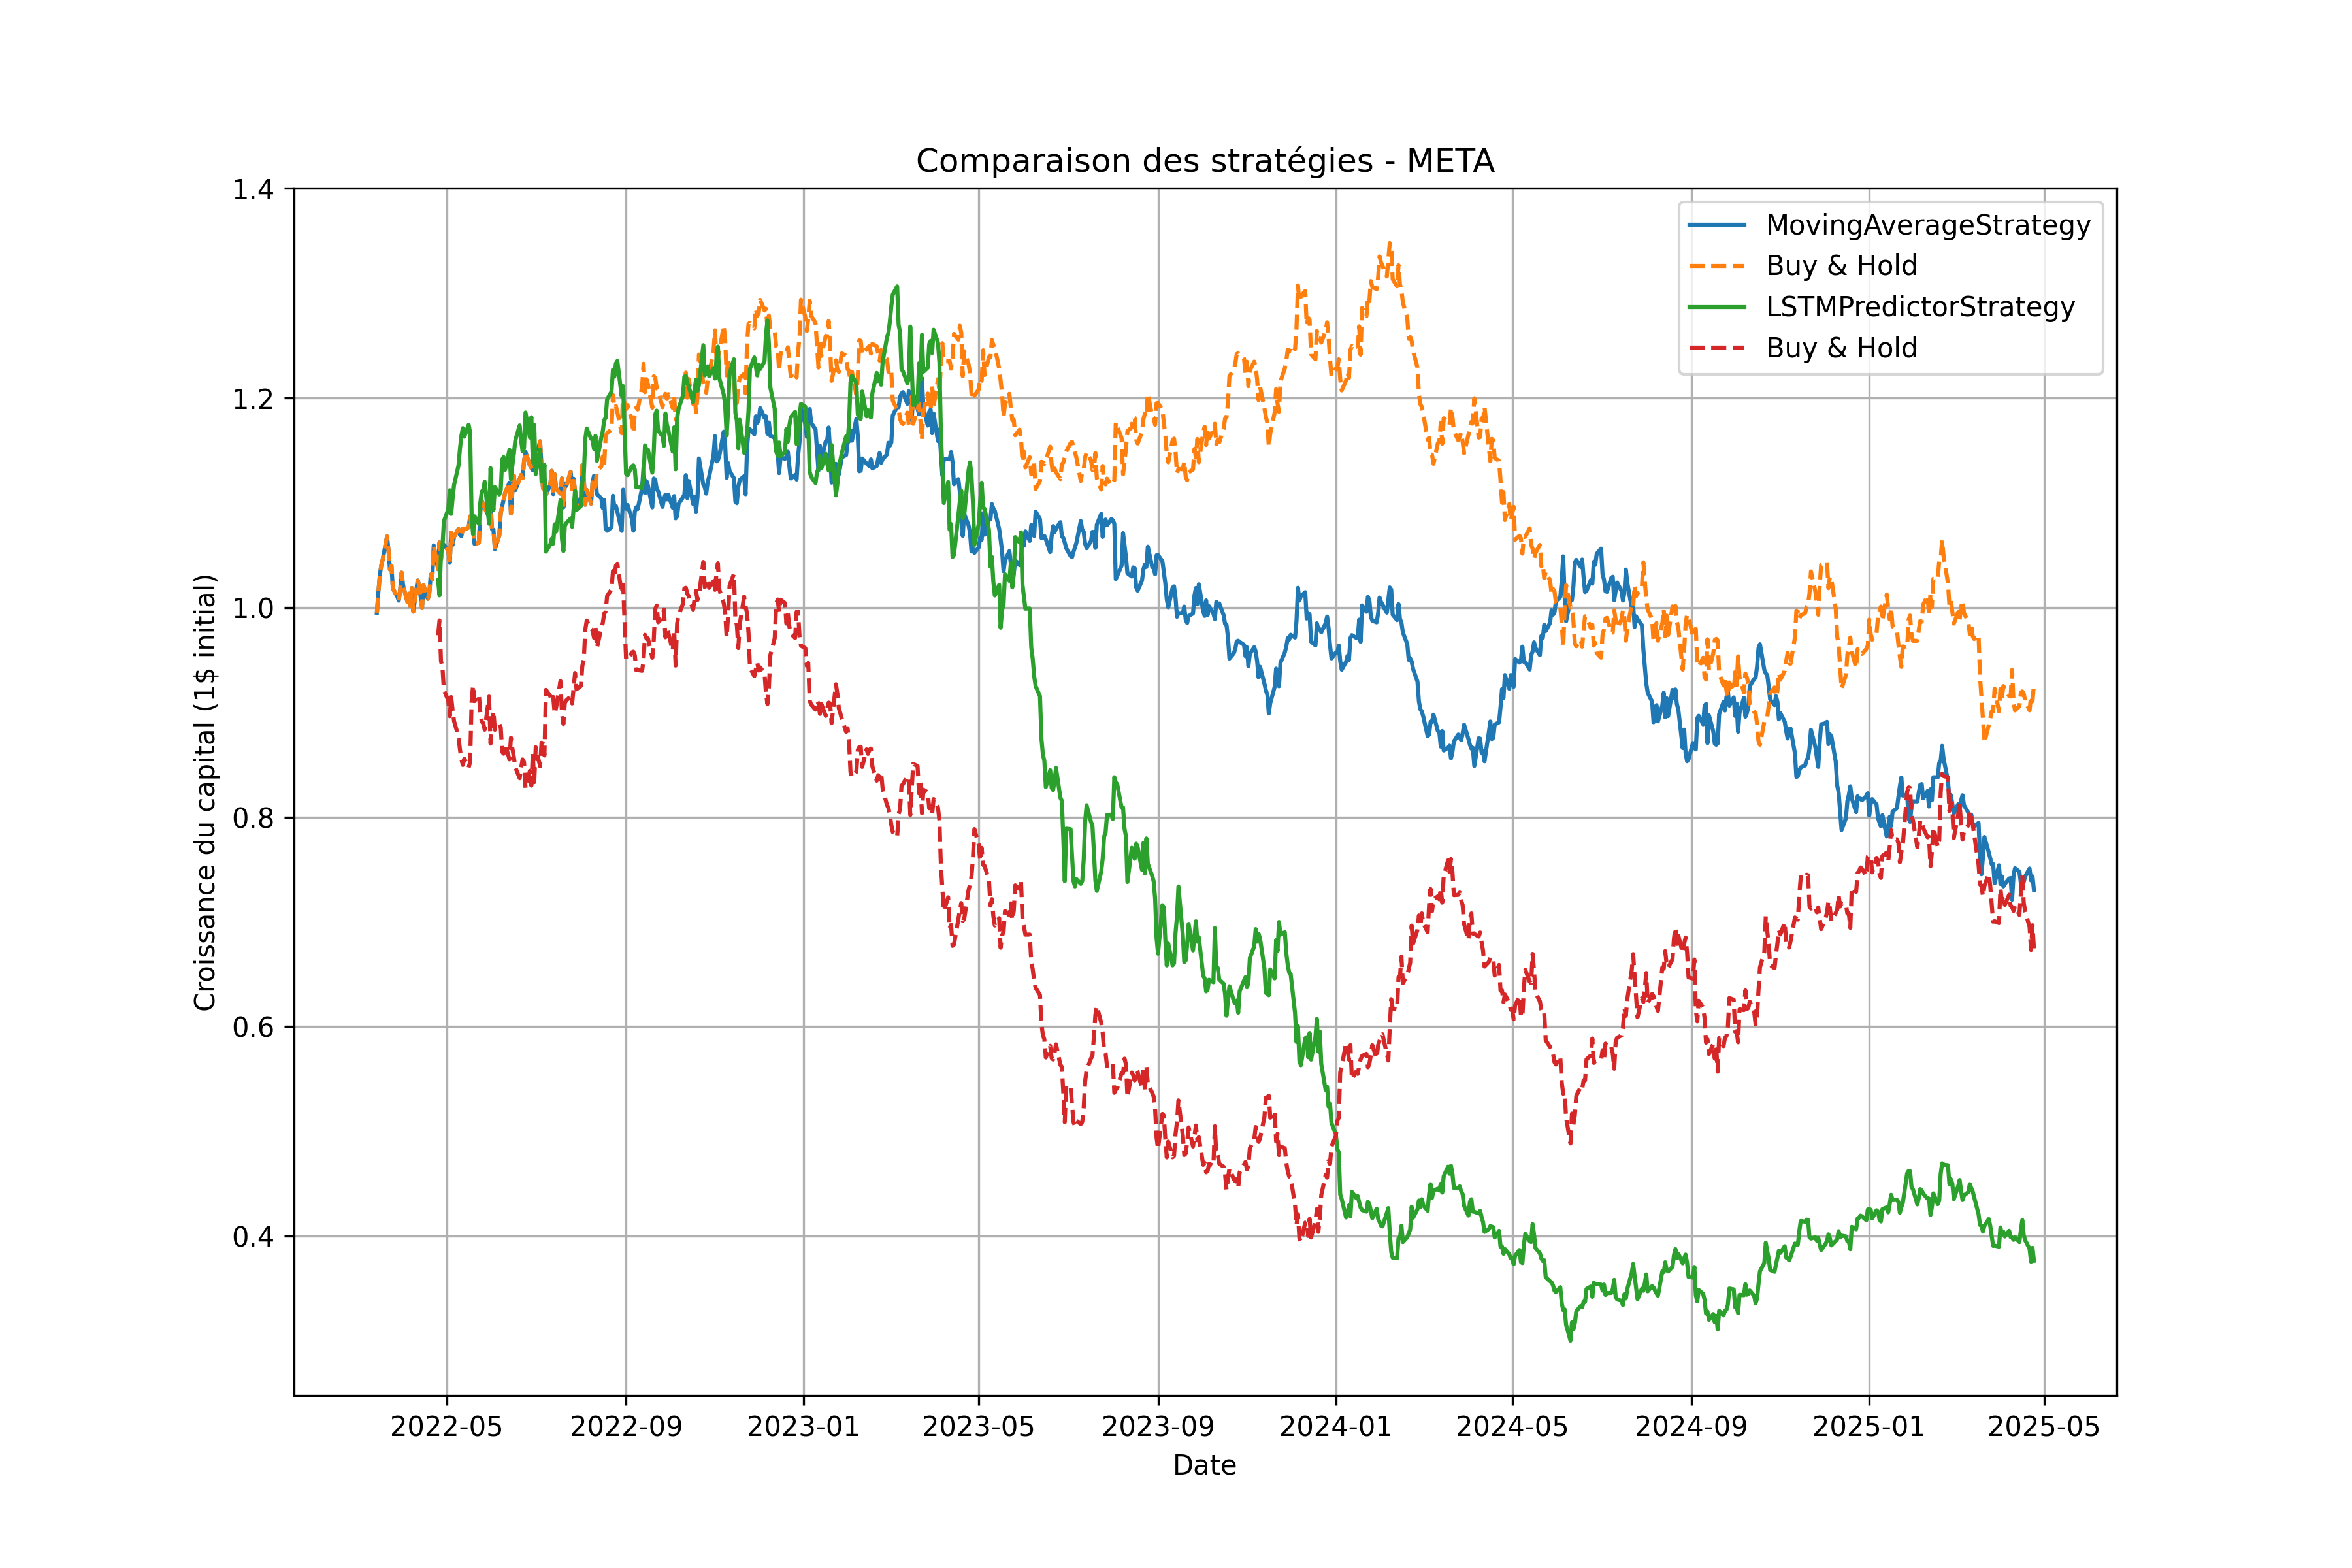 Comparaison des stratégies - META
MovingAverageStrategy
Buy & Hold
LSTMPredictorStrategy
Buy & Hold
Croissance du capital (1$ initial)
1.4
1.2
1.0
0.8
0.6
0.4
2022-05
2022-09
2023-01
2023-05
2023-09
2024-01
2024-05
2024-09
2025-01
2025-05
Date